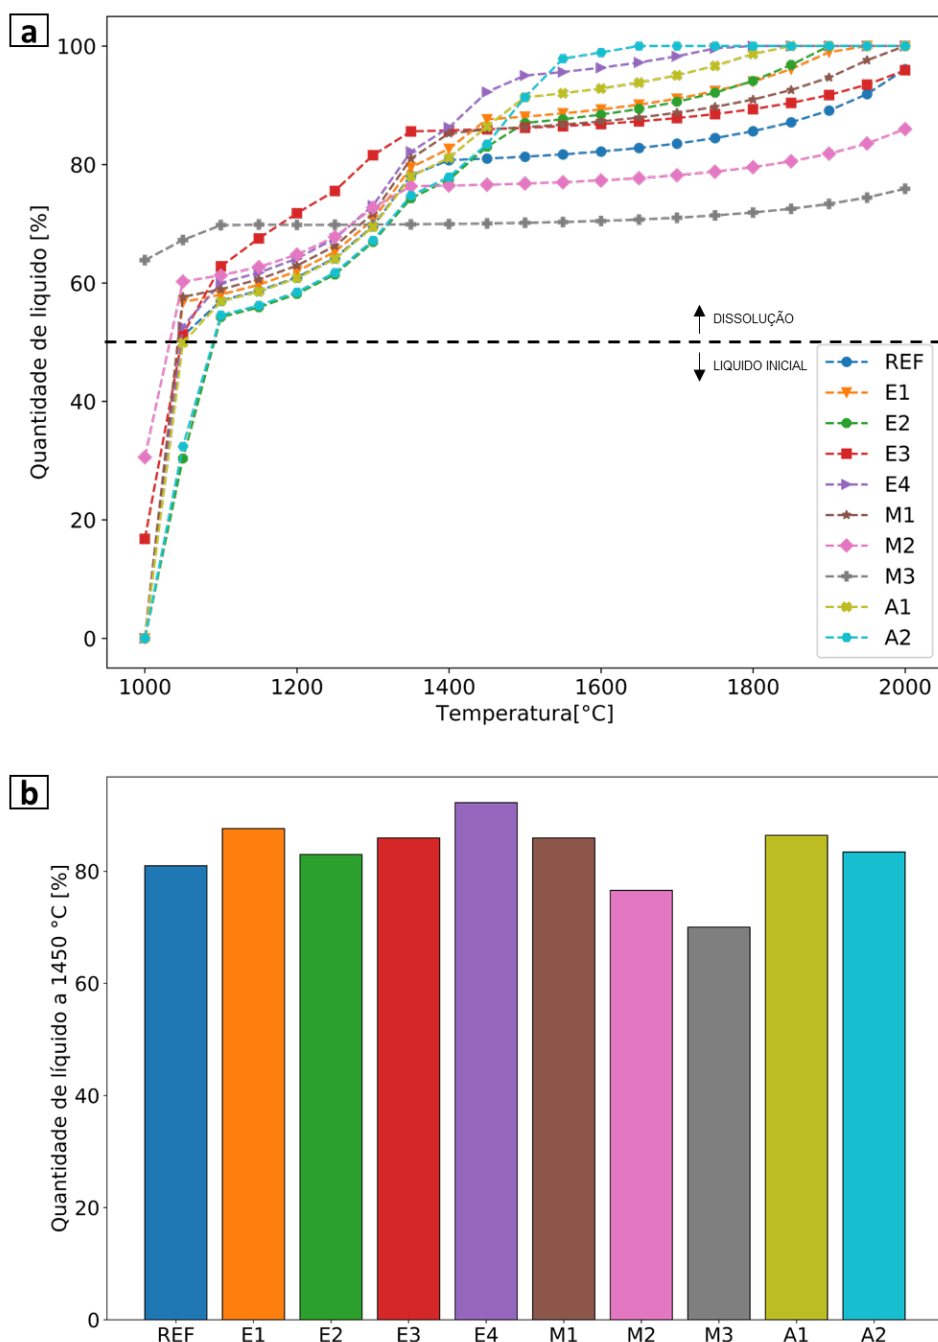 a
100
80
60
40
20
0
Quantidade de liquido [%]
DISSOLUÇÃO
LIQUIDO INICIAL
REF
E1
E2
E3
E4
M1
M2
M3
A1
A2
1000 1200 1400 1600 1800 2000
Temperatura[°C]
b
80
60
40
20
0
Quantidade de líquido a 1450 °C [%]
REF E1 E2 E3 E4 M1 M2 M3 A1 A2